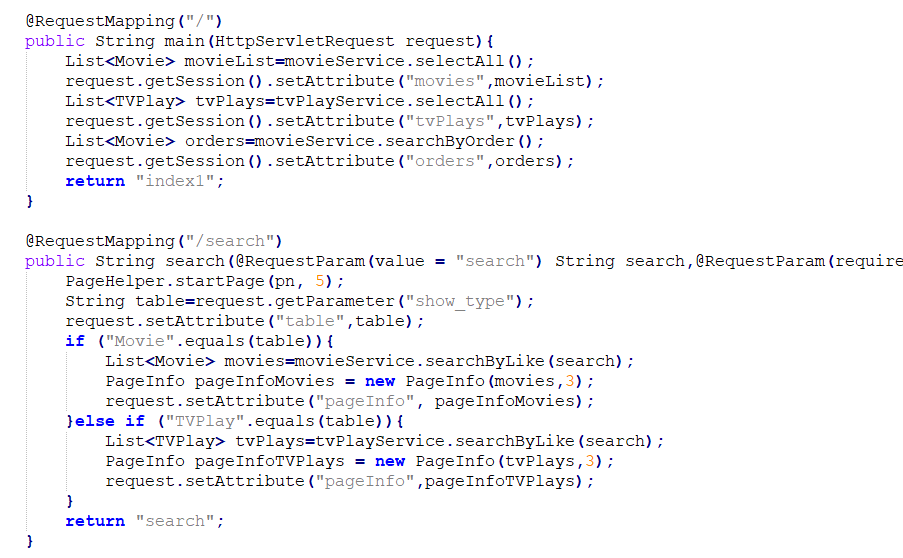 @RequestMapping("/")
public String main(HttpServletRequest request){
    List<Movie> movieList=movieService.selectAll();
    request.getSession().setAttribute("movies",movieList);
    List<TVPlay> tvPlays=tvPlayService.selectAll();
    request.getSession().setAttribute("tvPlays",tvPlays);
    List<Movie> orders=movieService.searchByOrder();
    request.getSession().setAttribute("orders",orders);
    return "index1";
}

@RequestMapping("/search")
public String search(@RequestParam(value = "search") String search,@RequestParam(require
    PageHelper.startPage(pn, 5);
    String table=request.getParameter("show_type");
    request.setAttribute("table",table);
    if ("Movie".equals(table)){
        List<Movie> movies=movieService.searchByLike(search);
        PageInfo pageInfoMovies = new PageInfo(movies,3);
        request.setAttribute("pageInfo", pageInfoMovies);
    }else if ("TVPlay".equals(table)){
        List<TVPlay> tvPlays=tvPlayService.searchByLike(search);
        PageInfo pageInfoTVPlays = new PageInfo(tvPlays,3);
        request.setAttribute("pageInfo",pageInfoTVPlays);
    }
    return "search";
}